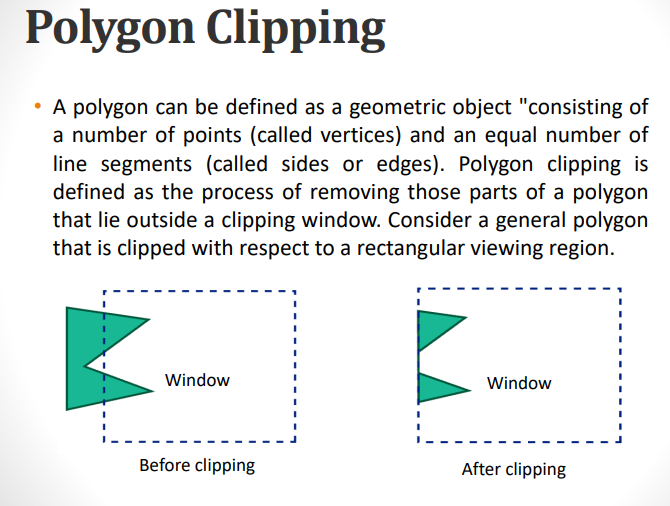 Polygon Clipping
• A polygon can be defined as a geometric object "consisting of
a number of points (called vertices) and an equal number of
line segments (called sides or edges). Polygon clipping is
defined as the process of removing those parts of a polygon
that lie outside a clipping window. Consider a general polygon
that is clipped with respect to a rectangular viewing region.
Window
Before clipping
Window
After clipping